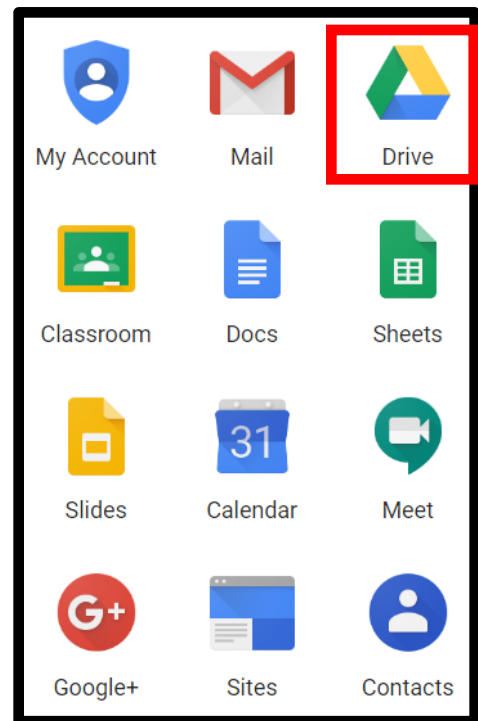 My Account Mail Drive
Classroom Docs Sheets
31
Slides Calendar Meet
G+
Google+ Sites Contacts